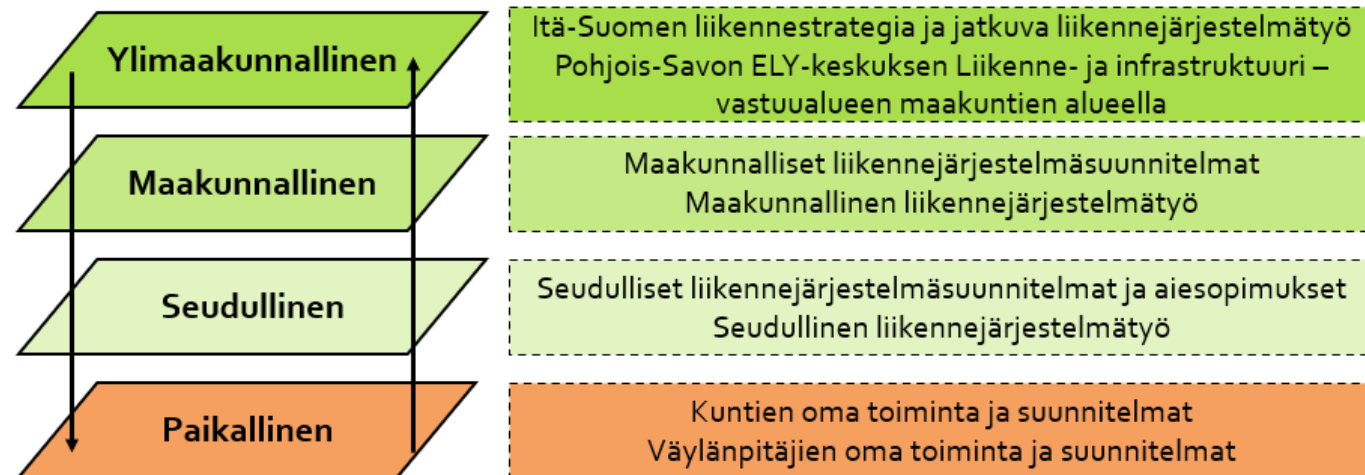 Ylimaakunnallinen
Itä-Suomen liikennestrategia ja jatkuva liikennejärjestelmätyö
Pohjois-Savon ELY-keskuksen Liikenne- ja infrastruktuuri –
vastuualueen maakuntien alueella
Maakunnallinen
Maakunnalliset liikennejärjestelmäsuunnitelmat
Maakunnallinen liikennejärjestelmätyö
Seudullinen
Seudulliset liikennejärjestelmäsuunnitelmat ja aiesopimukset
Seudullinen liikennejärjestelmätyö
Paikallinen
Kuntien oma toiminta ja suunnitelmat
Väylänpitäjien oma toiminta ja suunnitelmat